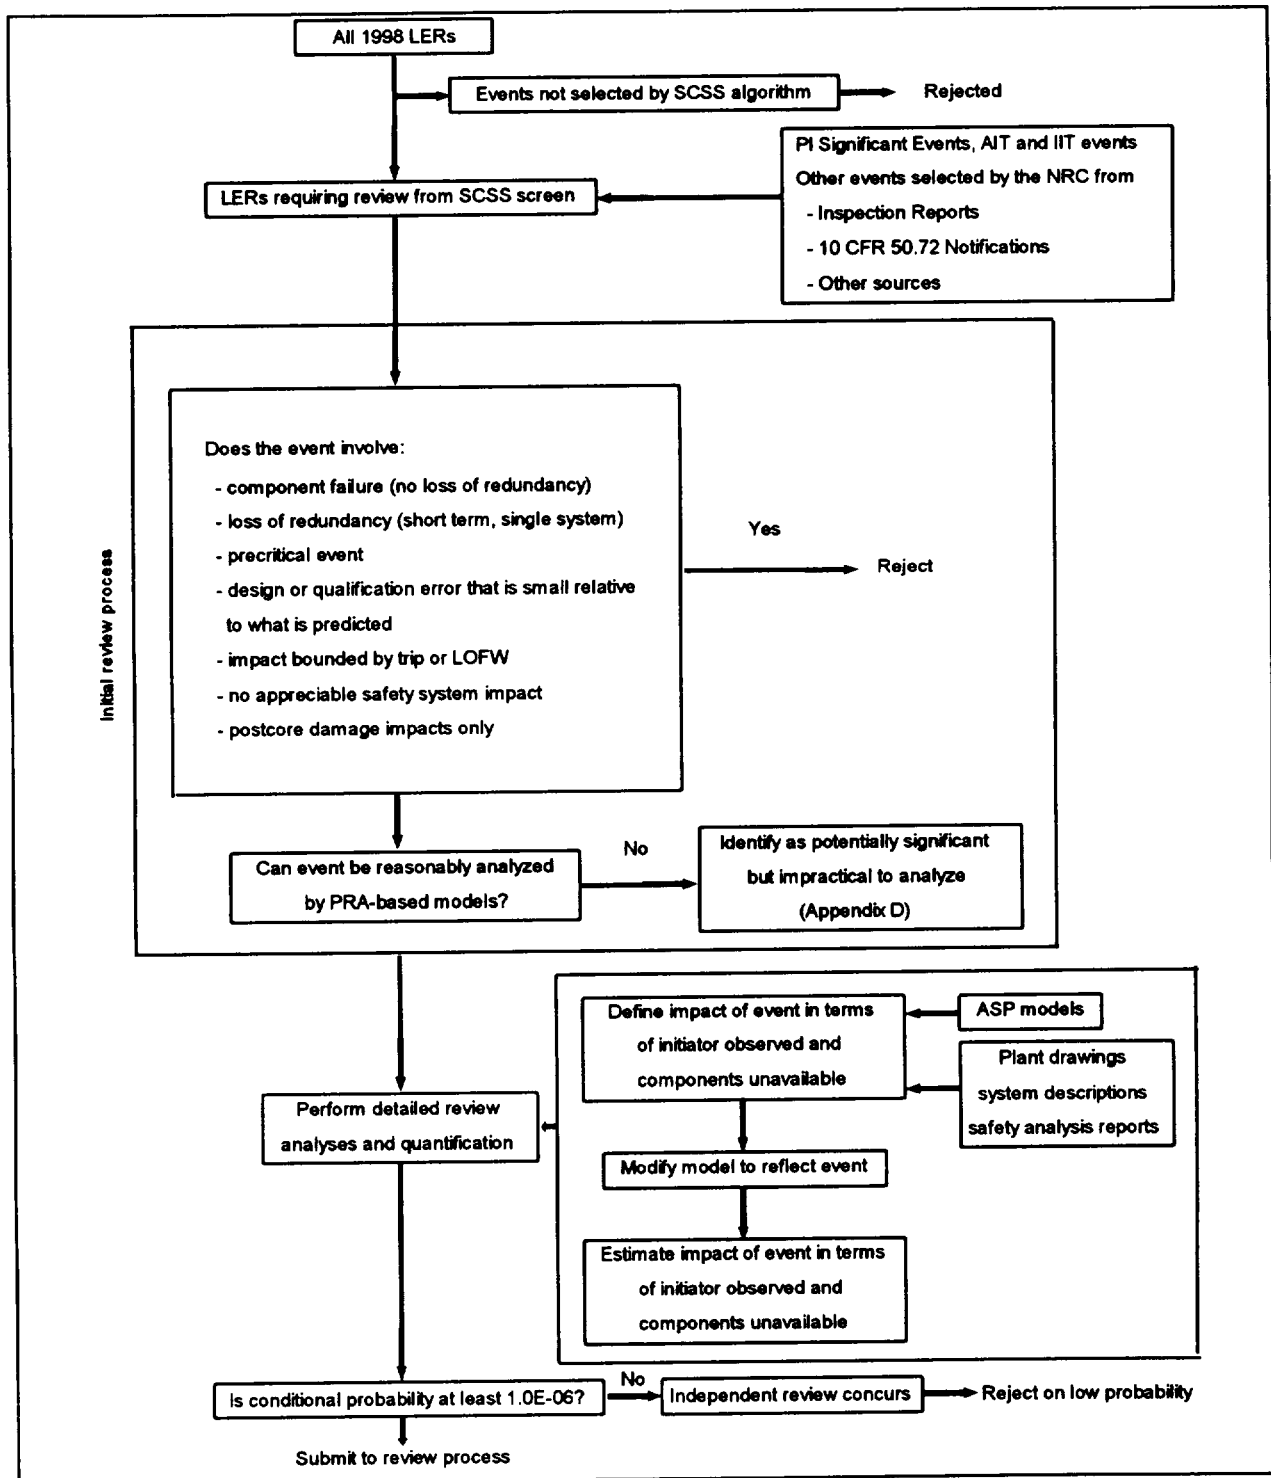 All 1998 LERs
Events not selected by SCSS algorithm
Rejected
PI Significant Events, AIT and IIT events
Other events selected by the NRC from
- Inspection Reports
- 10 CFR 50.72 Notifications
- Other sources
LERs requiring review from SCSS screen
Initial review process
Does the event involve:
- component failure (no loss of redundancy)
- loss of redundancy (short term, single system)
- precritical event
- design or qualification error that is small relative
to what is predicted
- impact bounded by trip or LOFW
- no appreciable safety system impact
- postcore damage impacts only
Yes
Reject
Can event be reasonably analyzed
by PRA-based models?
No
Identify as potentially significant
but impractical to analyze
(Appendix D)
Define impact of event in terms
of initiator observed and
components unavailable
ASP models
Plant drawings
system descriptions
safety analysis reports
Perform detailed review
analyses and quantification
Modify model to reflect event
Estimate impact of event in terms
of initiator observed and
components unavailable
Is conditional probability at least 1.0E-06?
No
Independent review concurs
Reject on low probability
Submit to review process